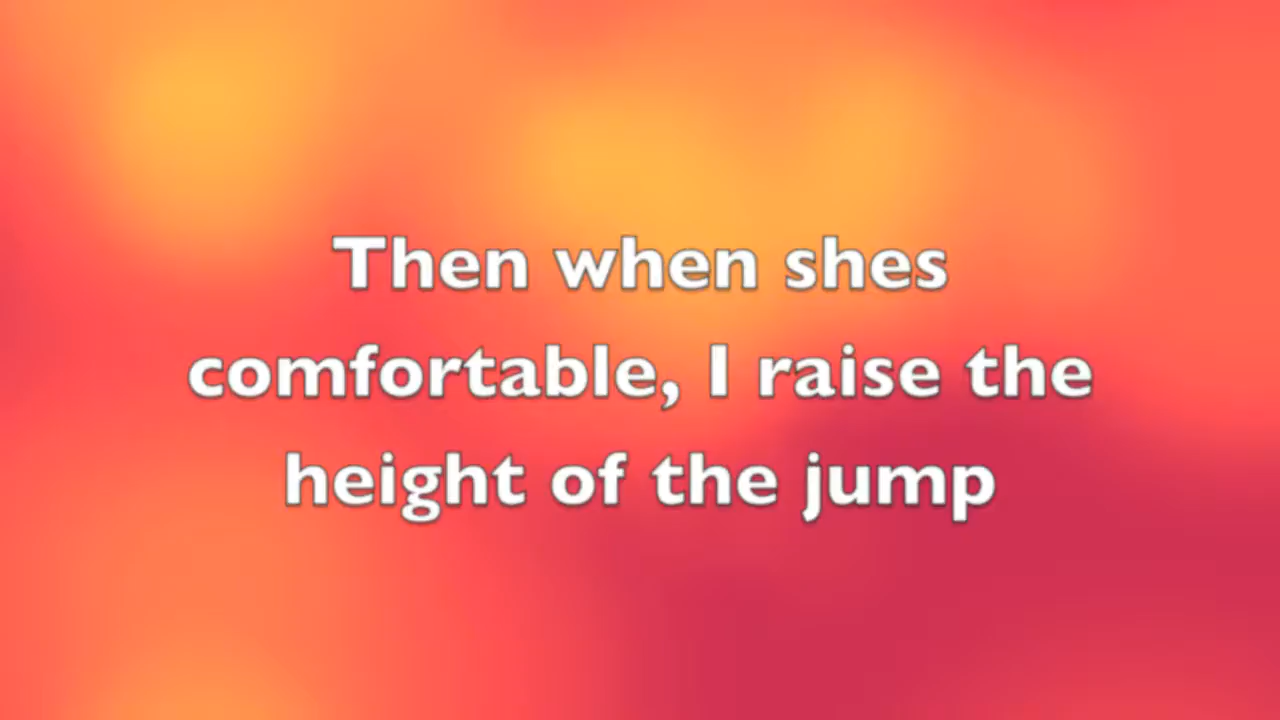 Then when shes
comfortable, I raise the
height of the jump